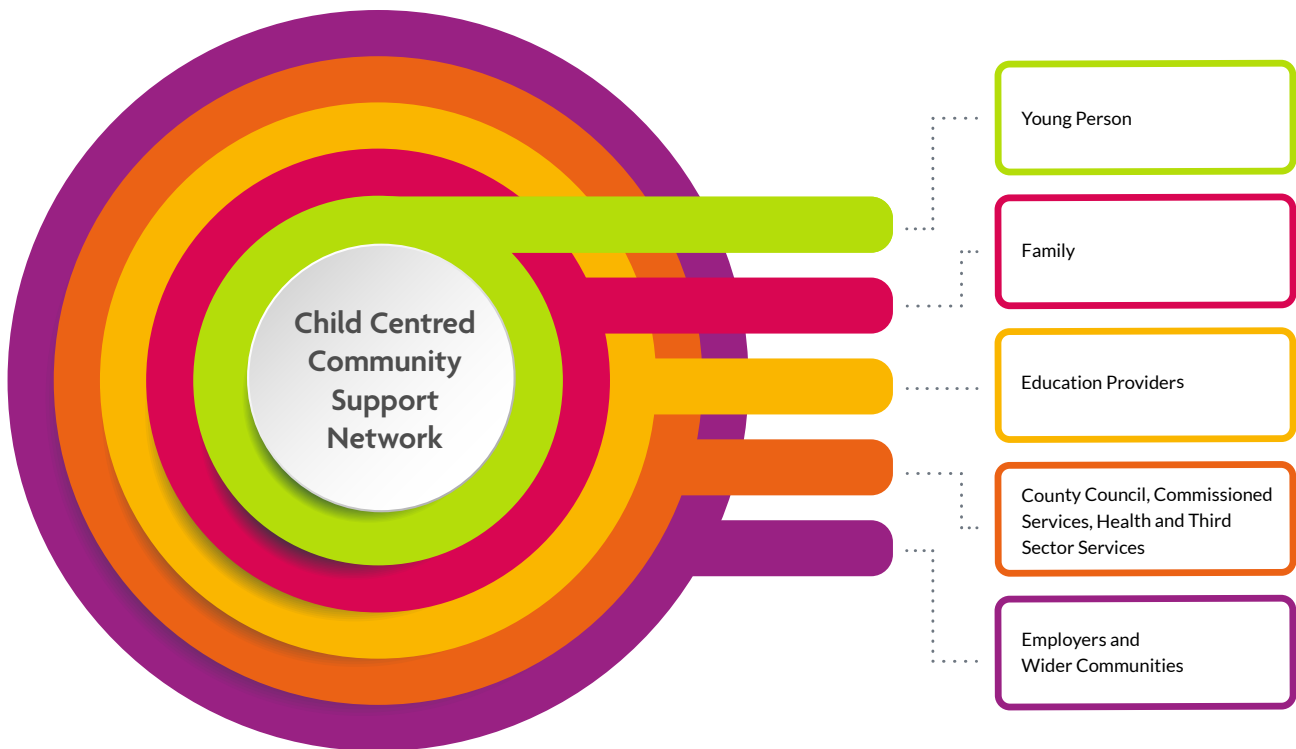 Child Centred
Community
Support
Network
Young Person
Family
Education Providers
County Council, Commissioned
Services, Health and Third
Sector Services
Employers and
Wider Communities